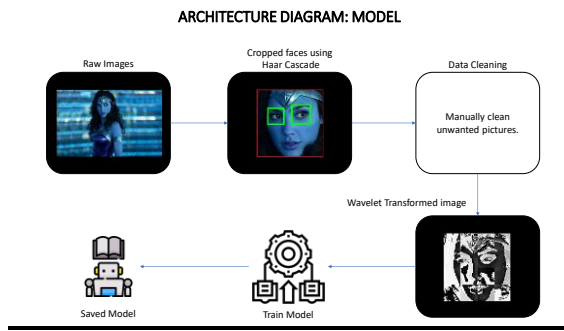 ARCHITECTURE DIAGRAM: MODEL
Raw Images
Cropped faces using
Haar Cascade
Data Cleaning
Manually clean
unwanted pictures.
Wavelet Transformed image
Train Model
Saved Model